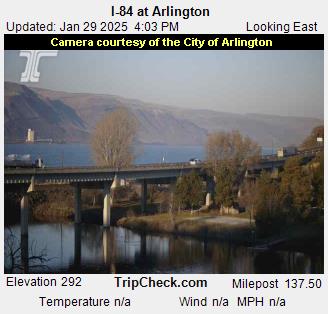 I-84 at Arlington
Updated: Jan 29 2025 4:03 PM Looking East
Camera courtesy of the City of Arlington
Elevation 292 TripCheck.com Milepost 137.50
Temperature n/a Wind n/a MPH n/a